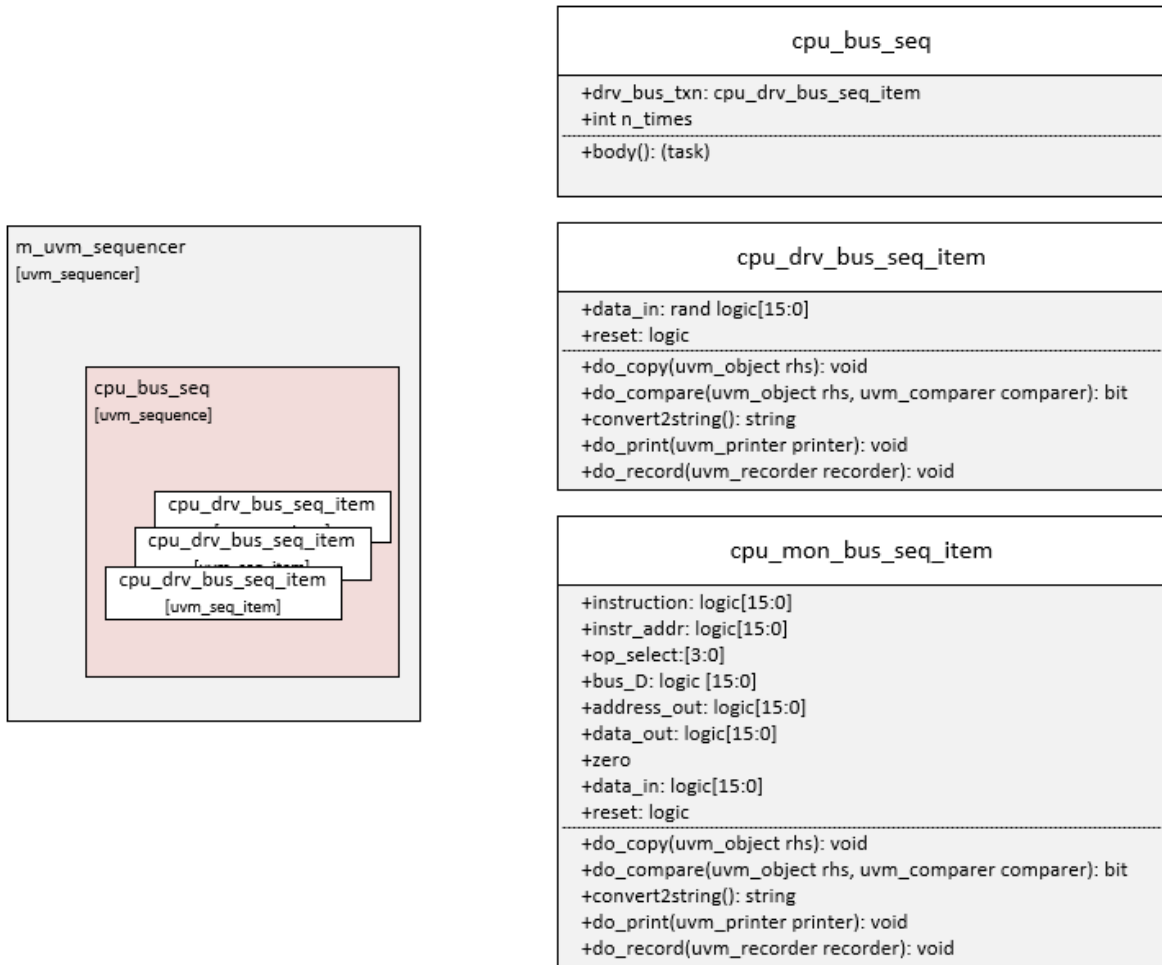 m_uvm_sequencer
[uvm_sequencer]
cpu_bus_seq
[uvm_sequence]
cpu_drv_bus_seq_item
cpu_drv_bus_seq_item
cpu_drv_bus_seq_item
[uvm_seq_item]
cpu_bus_seq
+drv_bus_txn: cpu_drv_bus_seq_item
+int n_times
+body(): (task)
cpu_drv_bus_seq_item
+data_in: rand logic[15:0]
+reset: logic
+do_copy(uvm_object rhs): void
+do_compare(uvm_object rhs, uvm_comparer comparer): bit
+convert2string(): string
+do_print(uvm_printer printer): void
+do_record(uvm_recorder recorder): void
cpu_mon_bus_seq_item
+instruction: logic[15:0]
+instr_addr: logic[15:0]
+op_select:[3:0]
+bus_D: logic [15:0]
+address_out: logic[15:0]
+data_out: logic[15:0]
+zero
+data_in: logic[15:0]
+reset: logic
+do_copy(uvm_object rhs): void
+do_compare(uvm_object rhs, uvm_comparer comparer): bit
+convert2string(): string
+do_print(uvm_printer printer): void
+do_record(uvm_recorder recorder): void